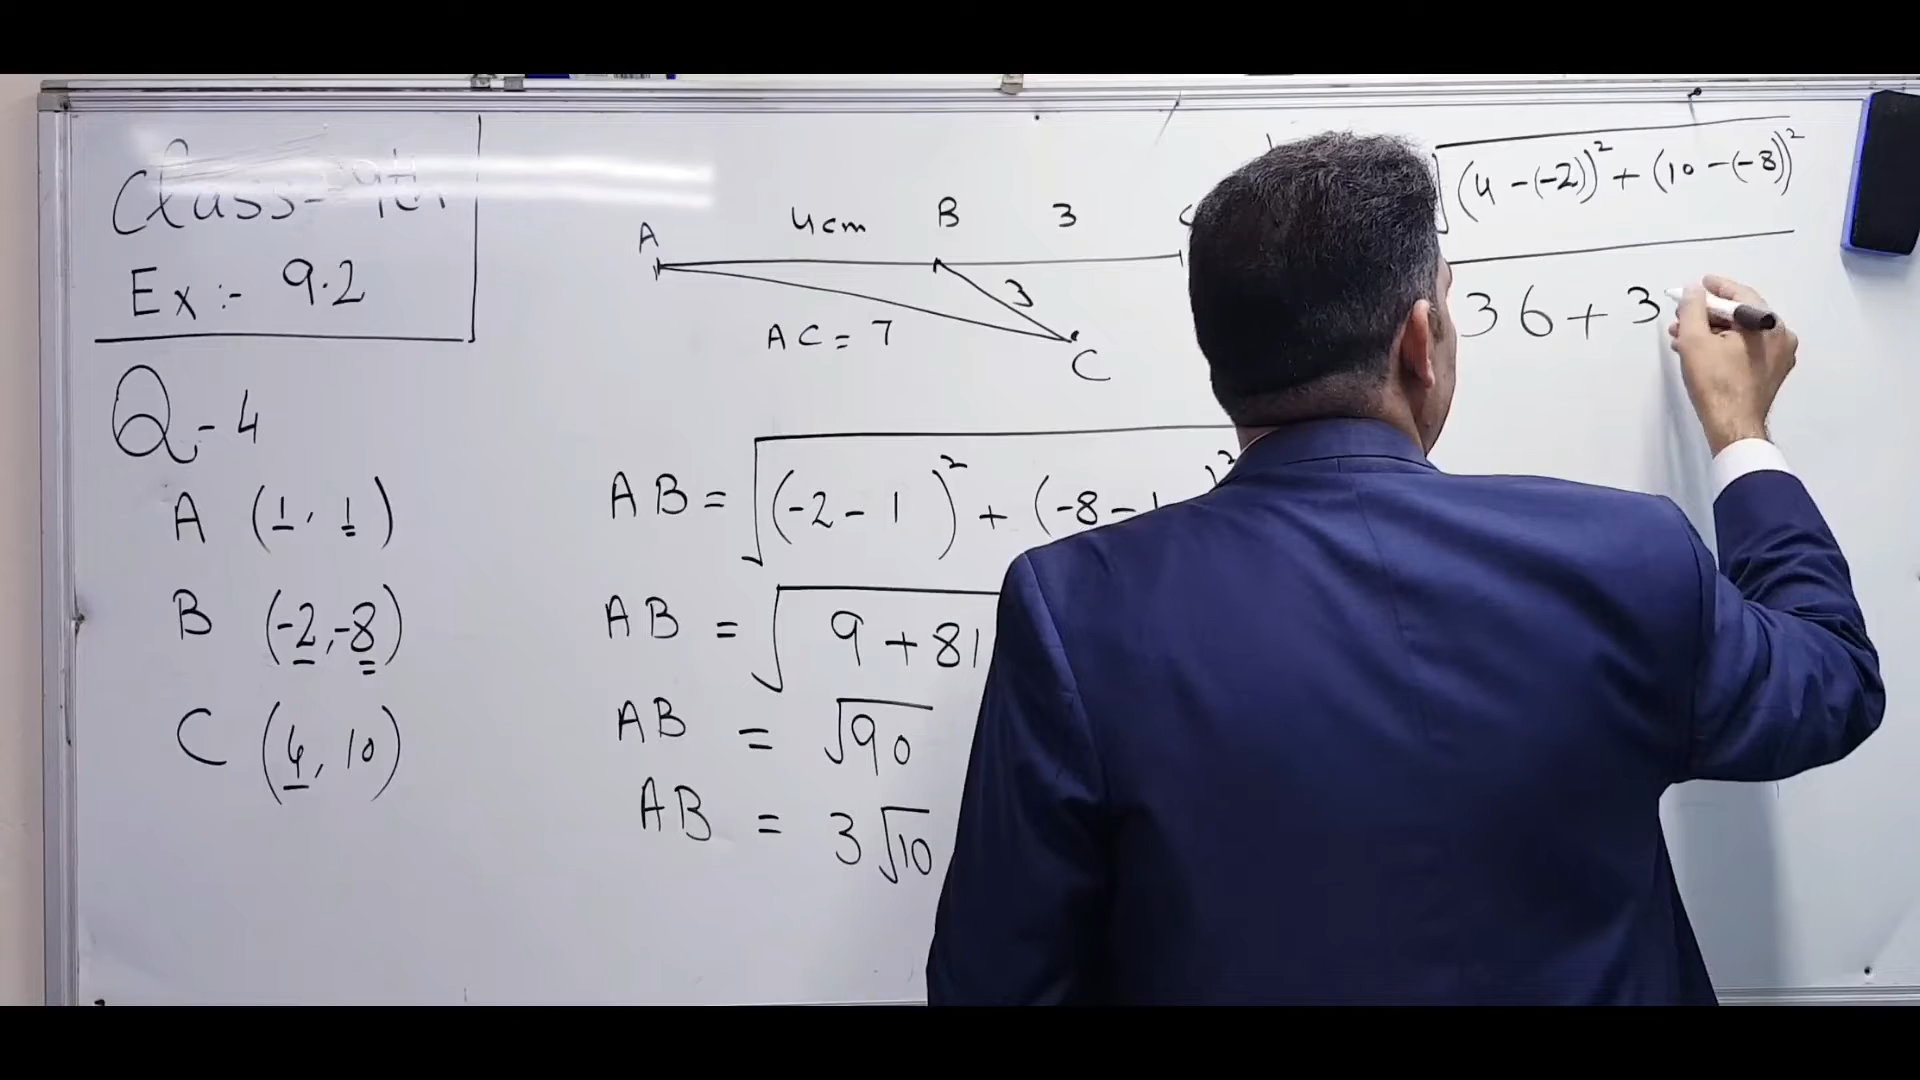 Class-9th
Ex :- 9.2
Q-4
A (1, 1)
B (-2,-8)
C (4, 10)
A 4cm B 3
3
AC = 7
C
AB = √(-2-1)² + (-8-1)²
AB = √9+81
AB = √90
AB = 3√10
√(4-(-2))² + (10-(-8))²
36+3